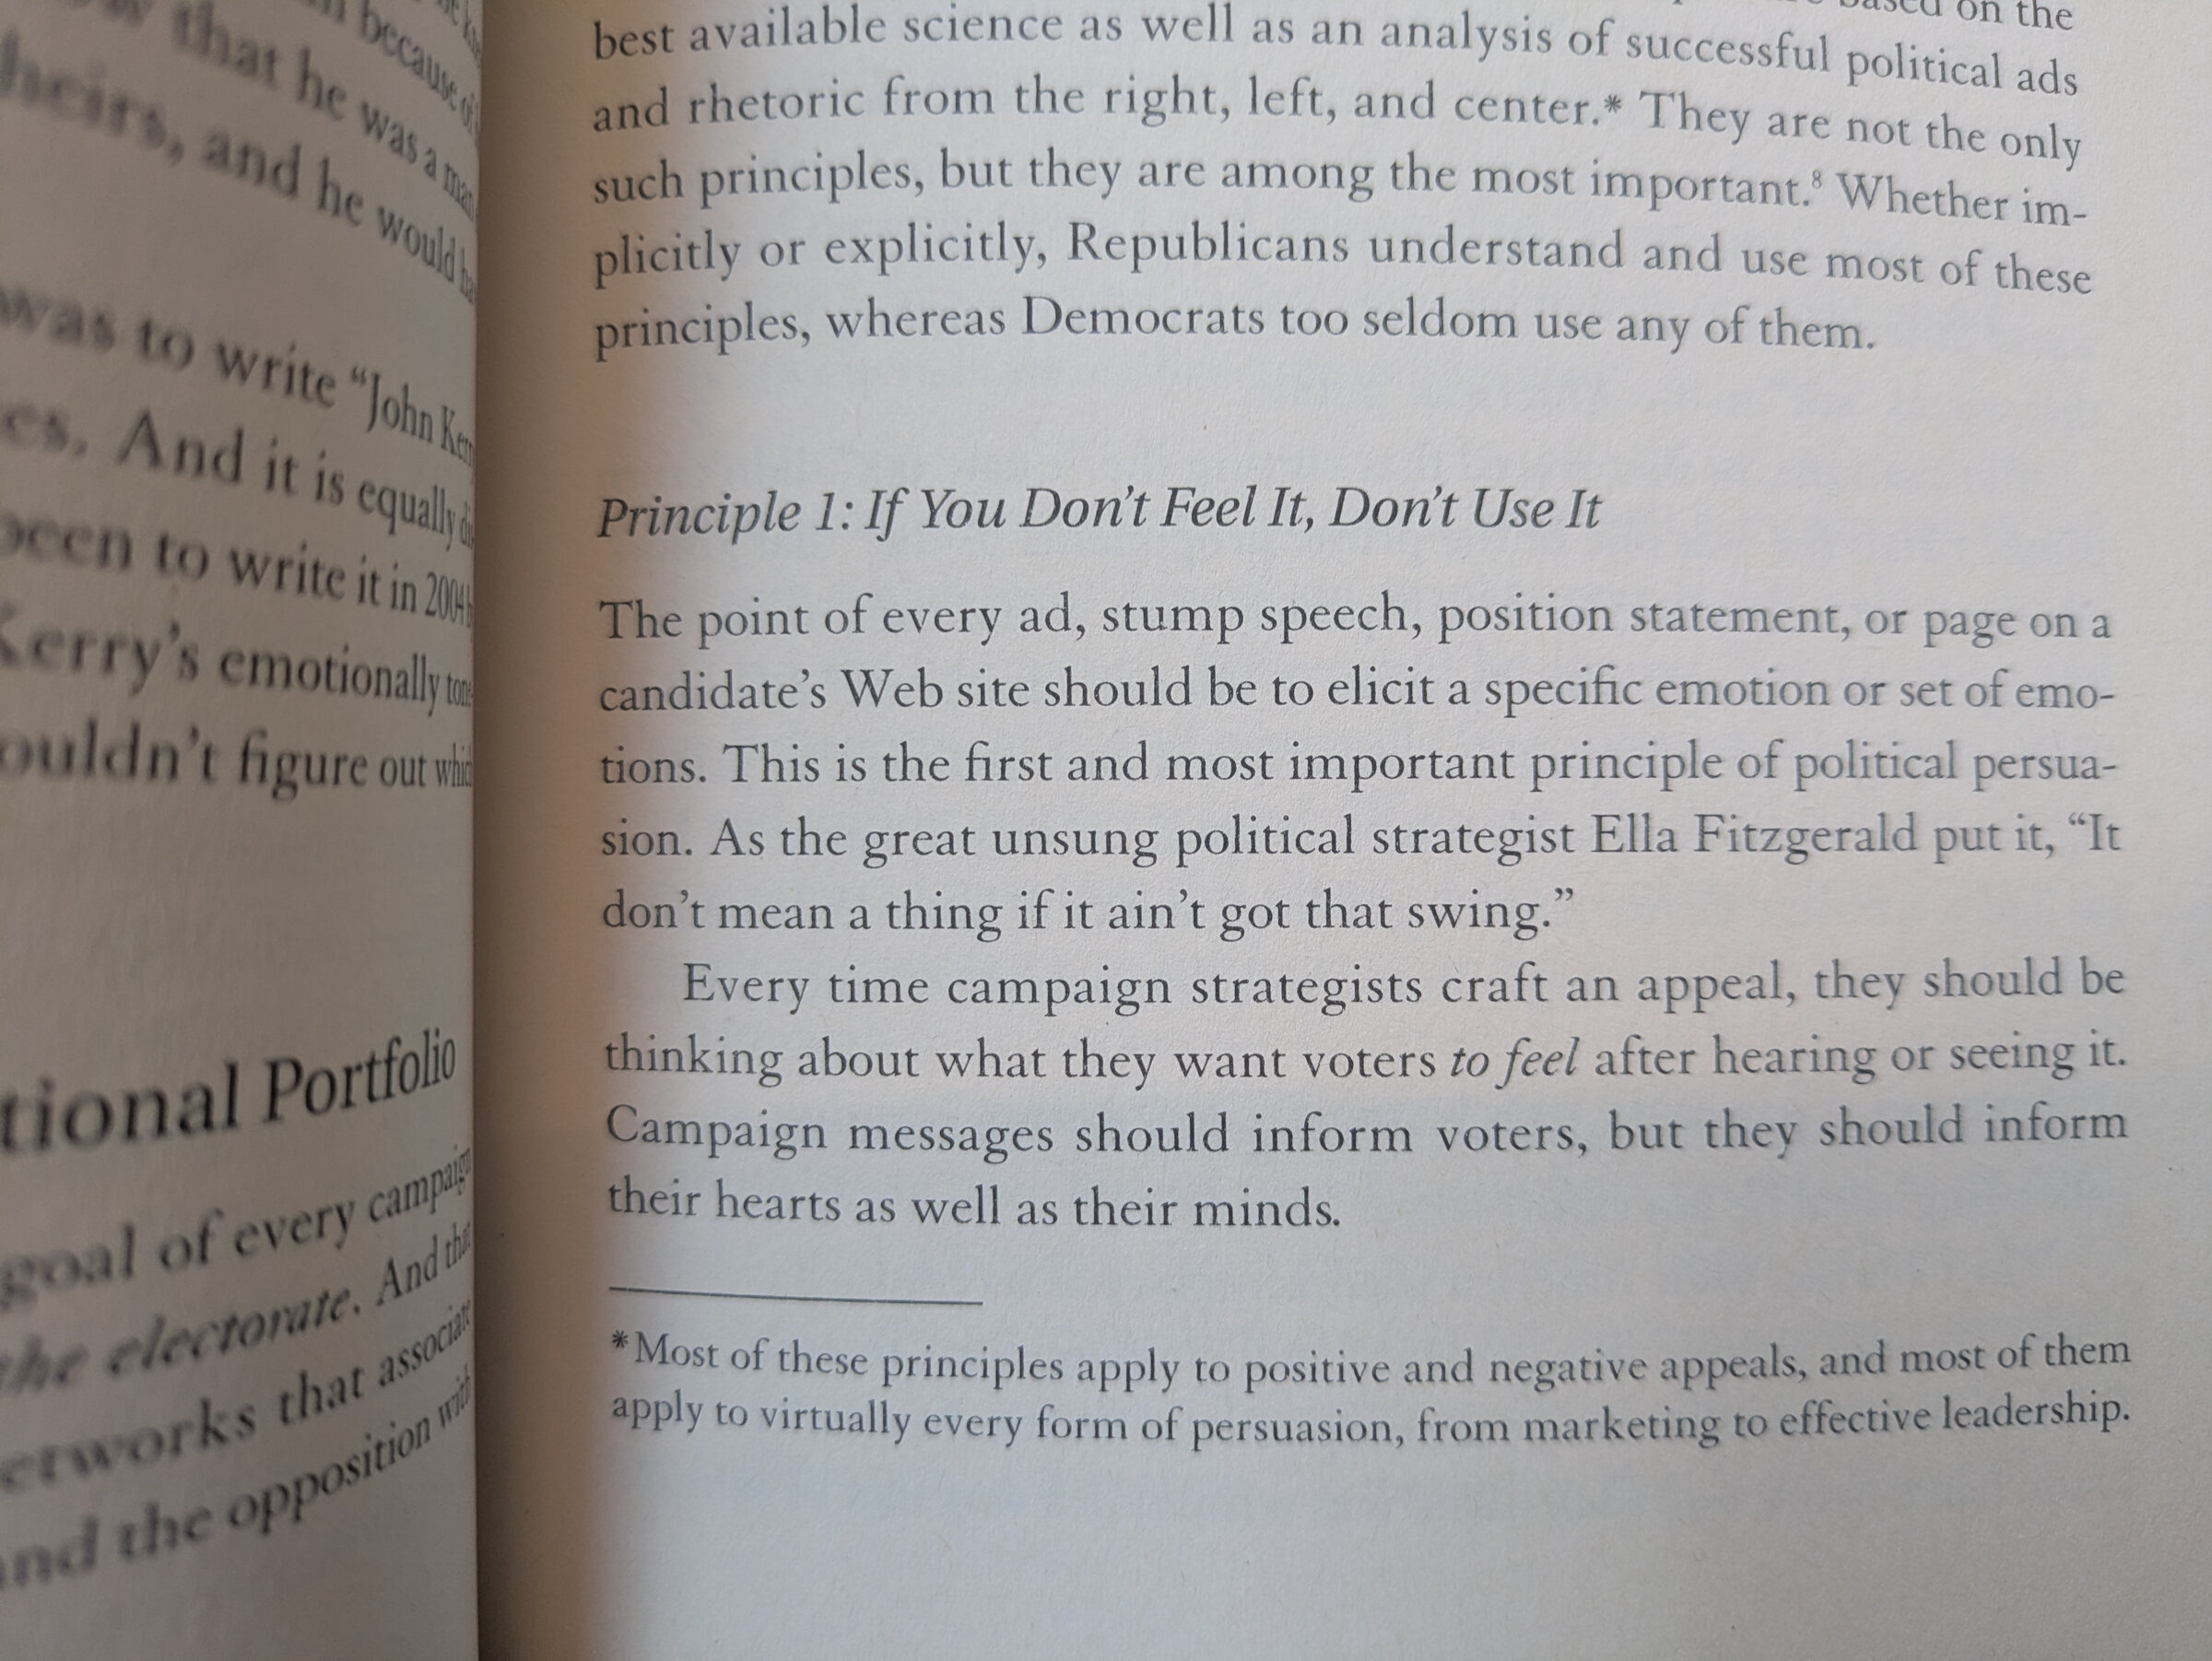 that he was a man
heirs, and he would
was to write “John
And it is equally
to write it in 2004
Kerry’s emotionally
figure out
Portfolio
goal of every campaign
the electorate. And
that associate
the opposition with
based on the
best available science as well as an analysis of successful political ads
and rhetoric from the right, left, and center.* They are not the only
such principles, but they are among the most important.⁸ Whether im-
plicitly or explicitly, Republicans understand and use most of these
principles, whereas Democrats too seldom use any of them.
Principle 1: If You Don’t Feel It, Don’t Use It
The point of every ad, stump speech, position statement, or page on a
candidate’s Web site should be to elicit a specific emotion or set of emo-
tions. This is the first and most important principle of political persua-
sion. As the great unsung political strategist Ella Fitzgerald put it, “It
don’t mean a thing if it ain’t got that swing.”
Every time campaign strategists craft an appeal, they should be
thinking about what they want voters to feel after hearing or seeing it.
Campaign messages should inform voters, but they should inform
their hearts as well as their minds.
*Most of these principles apply to positive and negative appeals, and most of them
apply to virtually every form of persuasion, from marketing to effective leadership.